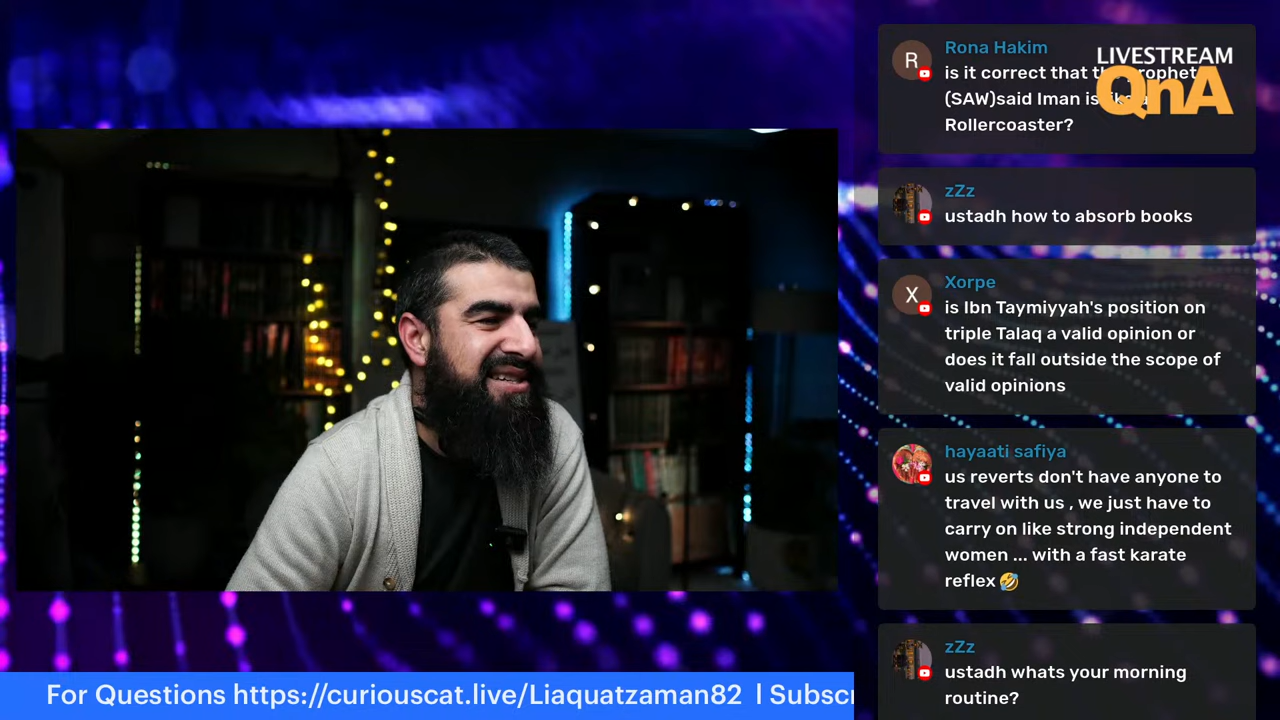 R
Rona Hakim
is it correct that the Prophet
(SAW)said Iman is
Rollercoaster?
LIVESTREAM
QnA
zZz
ustadh how to absorb books
X
Xorpe
is Ibn Taymiyyah's position on
triple Talaq a valid opinion or
does it fall outside the scope of
valid opinions
hayaati safiya
us reverts don't have anyone to
travel with us , we just have to
carry on like strong independent
women ... with a fast karate
reflex 🤣
zZz
ustadh whats your morning
routine?
For Questions https://curiouscat.live/Liaquatzaman82 l Subscr